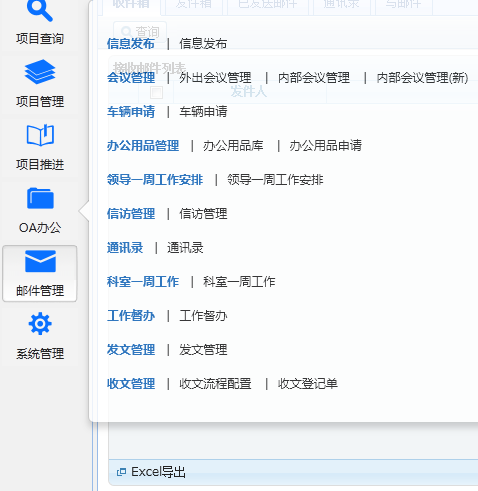 收件箱 发件箱 已发送邮件 通讯录 写邮件
查询
接收邮件列表
发件人
项目查询
项目管理
项目推进
OA办公
邮件管理
系统管理
信息发布 | 信息发布
会议管理 | 外出会议管理 | 内部会议管理 | 内部会议管理(新)
车辆申请 | 车辆申请
办公用品管理 | 办公用品库 | 办公用品申请
领导一周工作安排 | 领导一周工作安排
信访管理 | 信访管理
通讯录 | 通讯录
科室一周工作 | 科室一周工作
工作督办 | 工作督办
发文管理 | 发文管理
收文管理 | 收文流程配置 | 收文登记单
Excel导出